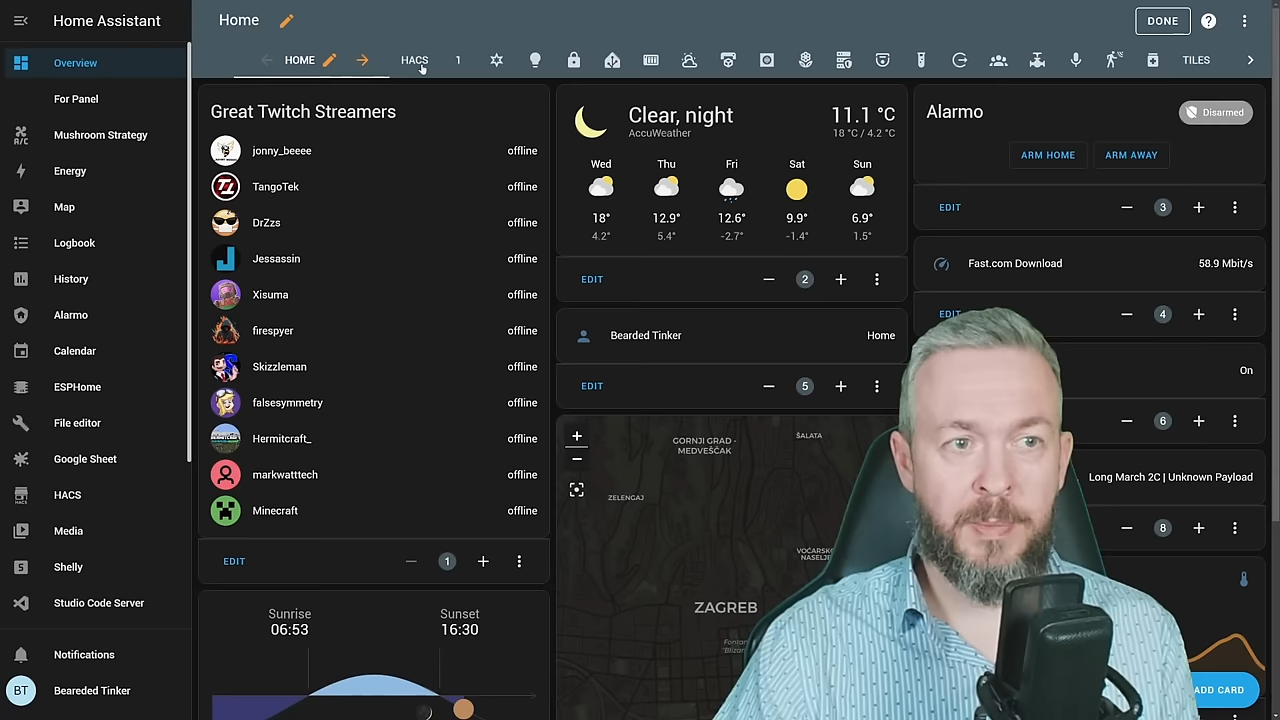 Home Assistant
Overview
For Panel
Mushroom Strategy
Energy
Map
Logbook
History
Alarmo
Calendar
ESPHome
File editor
Google Sheet
HACS
Media
Shelly
Studio Code Server
Notifications
BT
Beareded Tinker
Home
DONE
HOME
HACS
1
TILES
Great Twitch Streamers
jonny_beeee offline
TangoTek offline
DrZzs offline
Jessassin offline
Xisuma offline
firespyer offline
Skizzleman offline
falsesymmetry offline
Hermitcraft_ offline
markwatttech offline
Minecraft offline
EDIT 1
Sunrise Sunset
06:53 16:30
Clear, night 11.1 °C
AccuWeather 18 °C / 4.2 °C
Wed Thu Fri Sat Sun
18° 12.9° 12.6° 9.9° 6.9°
4.2° 5.4° -2.7° -1.4° 1.5°
EDIT 2
Bearded Tinker Home
EDIT 5
GORNJI GRAD -
MEDVEŠČAK
ŠALATA
ZELENGAJ
ZAGREB
Alarmo Disarmed
ARM HOME ARM AWAY
EDIT 3
Fast.com Download 58.9 Mbit/s
EDIT 4
On
6
Long March 2C | Unknown Payload
8
ADD CARD